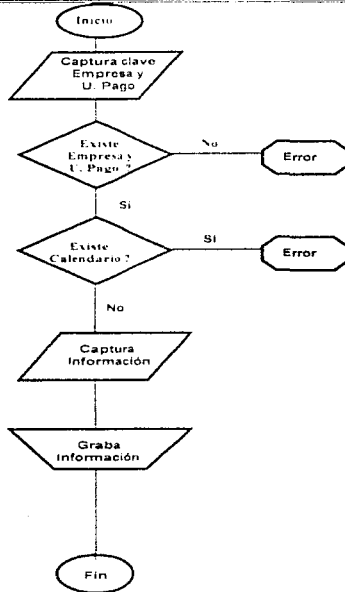 Inicio
Captura clave
Empresa y
U. Pago
Existe
Empresa y
U. Pago ?
No
Error
Si
Existe
Calendario ?
Si
Error
No
Captura
Información
Graba
Información
Fin